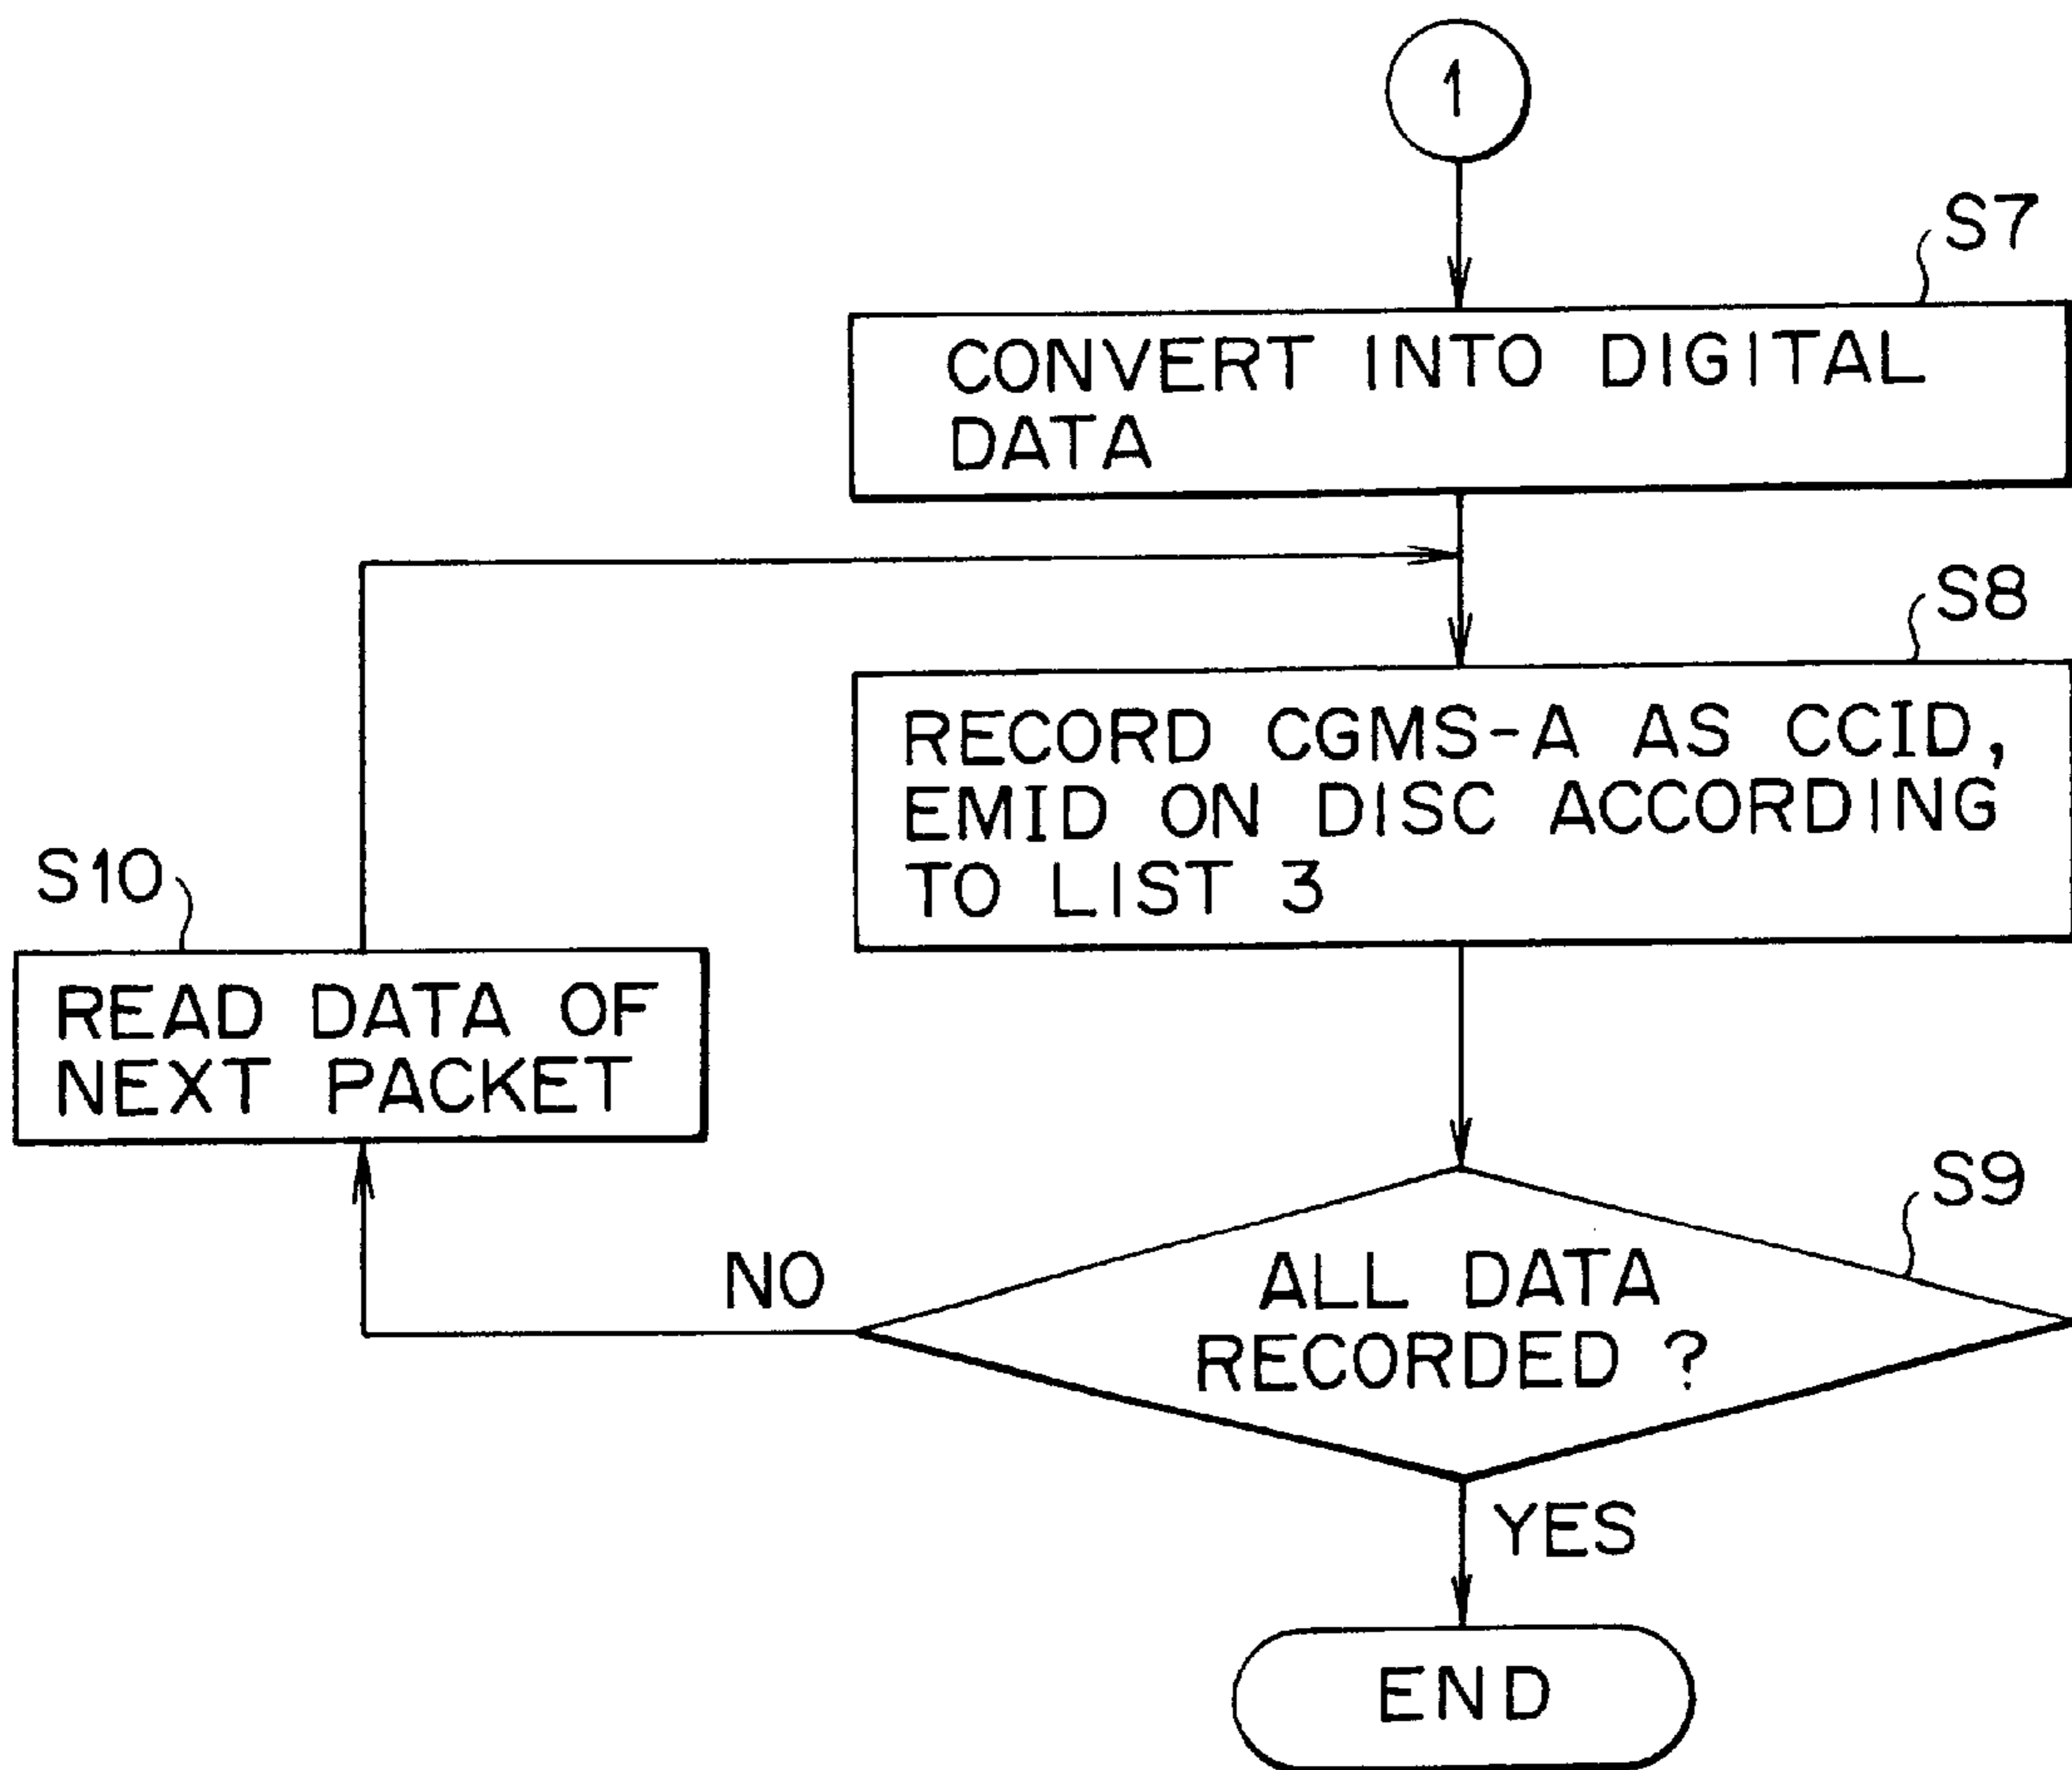 1
S7
CONVERT INTO DIGITAL
DATA
S8
RECORD CGMS-A AS CCID,
EMID ON DISC ACCORDING
TO LIST 3
S10
READ DATA OF
NEXT PACKET
S9
NO
ALL DATA
RECORDED ?
YES
END